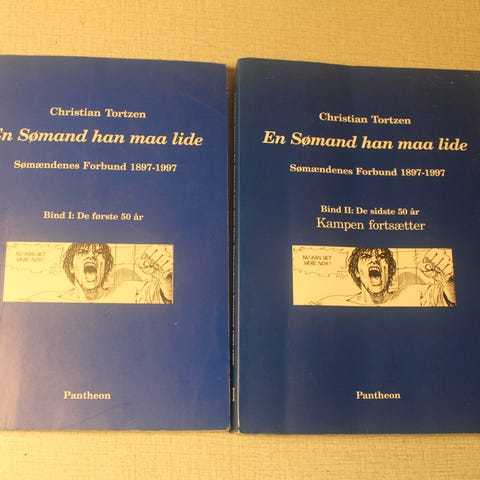 Christian Tortzen
En Sømand han maa lide
Sømændenes Forbund 1897-1997
Bind I: De første 50 år
NU KAN DET
VÆRE NOK!
Pantheon
Christian Tortzen
En Sømand han maa lide
Sømændenes Forbund 1897-1997
Bind II: De sidste 50 år
Kampen fortsætter
NU KAN DET
VÆRE NOK!
Pantheon